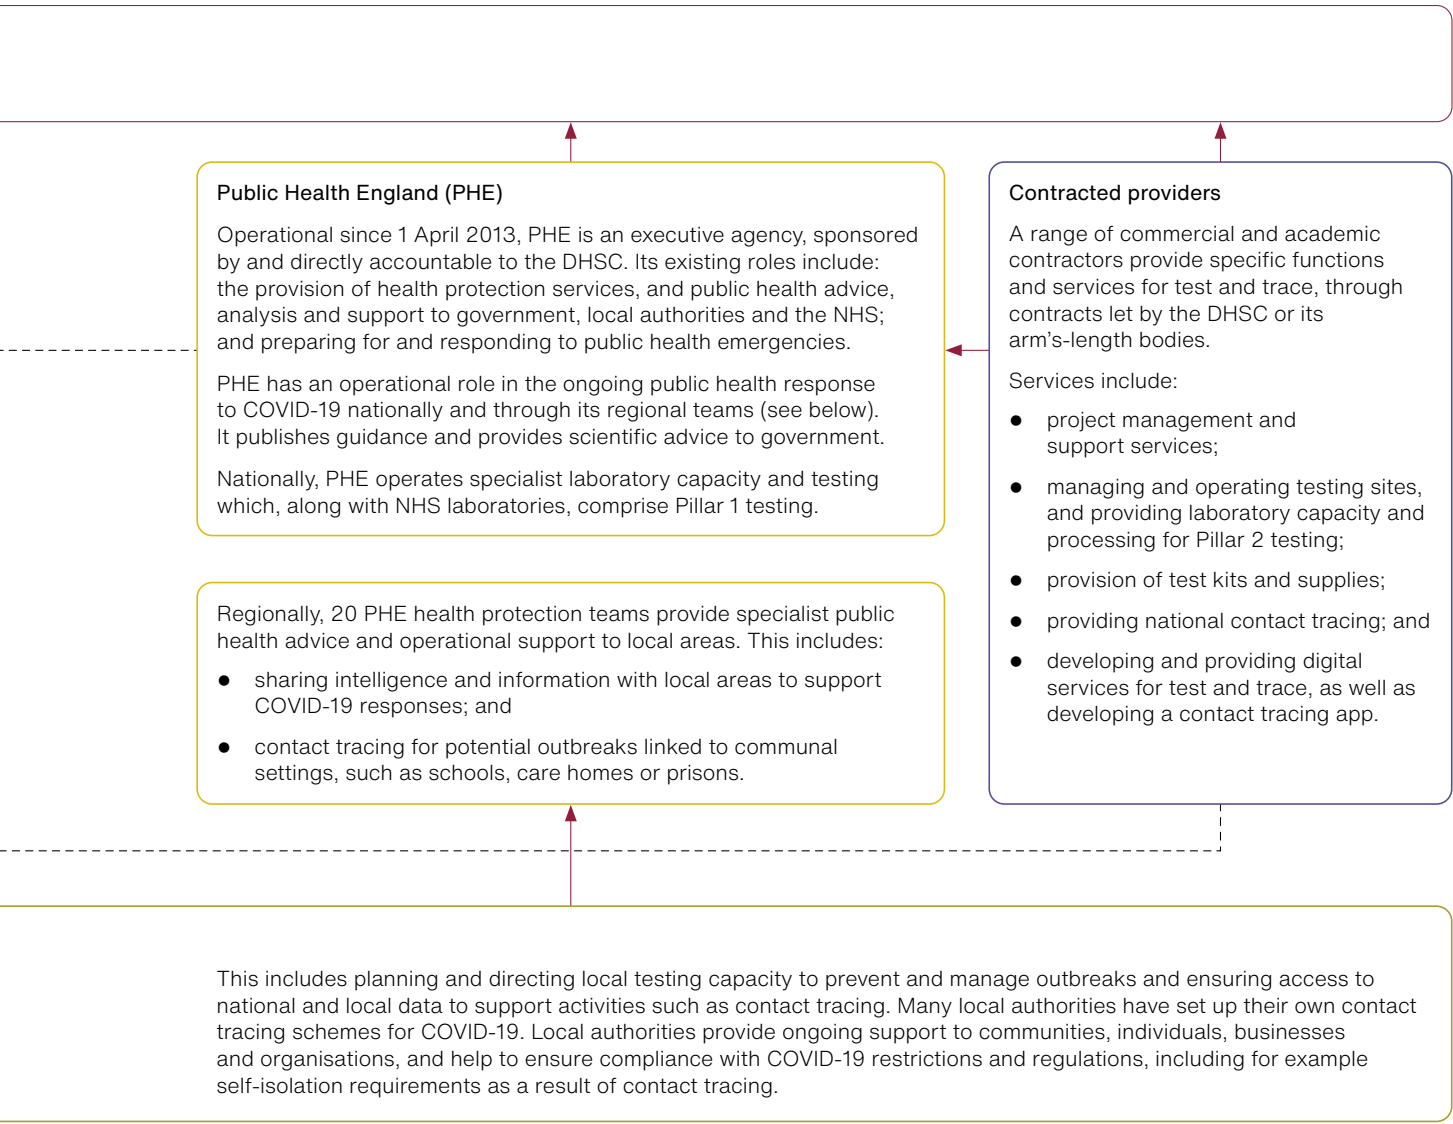 Public Health England (PHE)
Operational since 1 April 2013, PHE is an executive agency, sponsored
by and directly accountable to the DHSC. Its existing roles include:
the provision of health protection services, and public health advice,
analysis and support to government, local authorities and the NHS;
and preparing for and responding to public health emergencies.
PHE has an operational role in the ongoing public health response
to COVID-19 nationally and through its regional teams (see below).
It publishes guidance and provides scientific advice to government.
Nationally, PHE operates specialist laboratory capacity and testing
which, along with NHS laboratories, comprise Pillar 1 testing.
Contracted providers
A range of commercial and academic
contractors provide specific functions
and services for test and trace, through
contracts let by the DHSC or its
arm's-length bodies.
Services include:
● project management and
support services;
● managing and operating testing sites,
and providing laboratory capacity and
processing for Pillar 2 testing;
● provision of test kits and supplies;
● providing national contact tracing; and
● developing and providing digital
services for test and trace, as well as
developing a contact tracing app.
Regionally, 20 PHE health protection teams provide specialist public
health advice and operational support to local areas. This includes:
● sharing intelligence and information with local areas to support
COVID-19 responses; and
● contact tracing for potential outbreaks linked to communal
settings, such as schools, care homes or prisons.
This includes planning and directing local testing capacity to prevent and manage outbreaks and ensuring access to
national and local data to support activities such as contact tracing. Many local authorities have set up their own contact
tracing schemes for COVID-19. Local authorities provide ongoing support to communities, individuals, businesses
and organisations, and help to ensure compliance with COVID-19 restrictions and regulations, including for example
self-isolation requirements as a result of contact tracing.